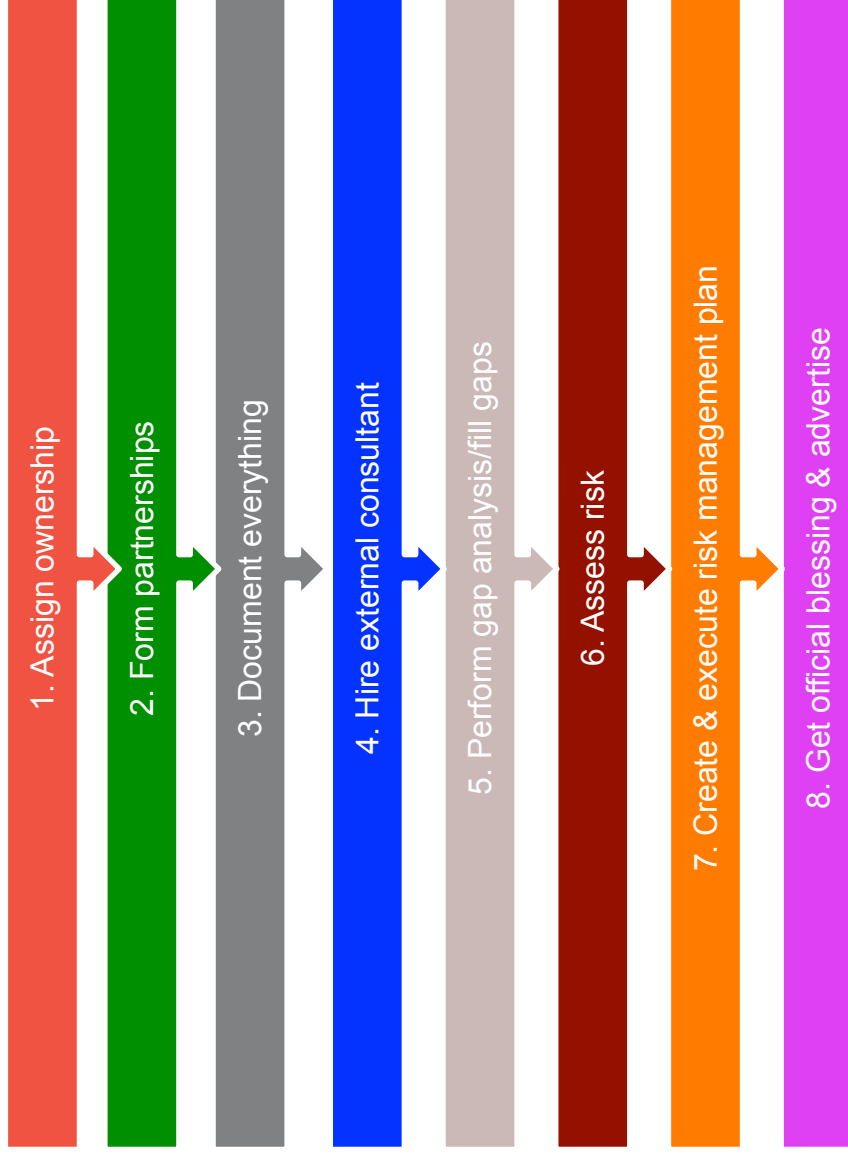 1. Assign ownership
2. Form partnerships
3. Document everything
4. Hire external consultant
5. Perform gap analysis/fill gaps
6. Assess risk
7. Create & execute risk management plan
8. Get official blessing & advertise